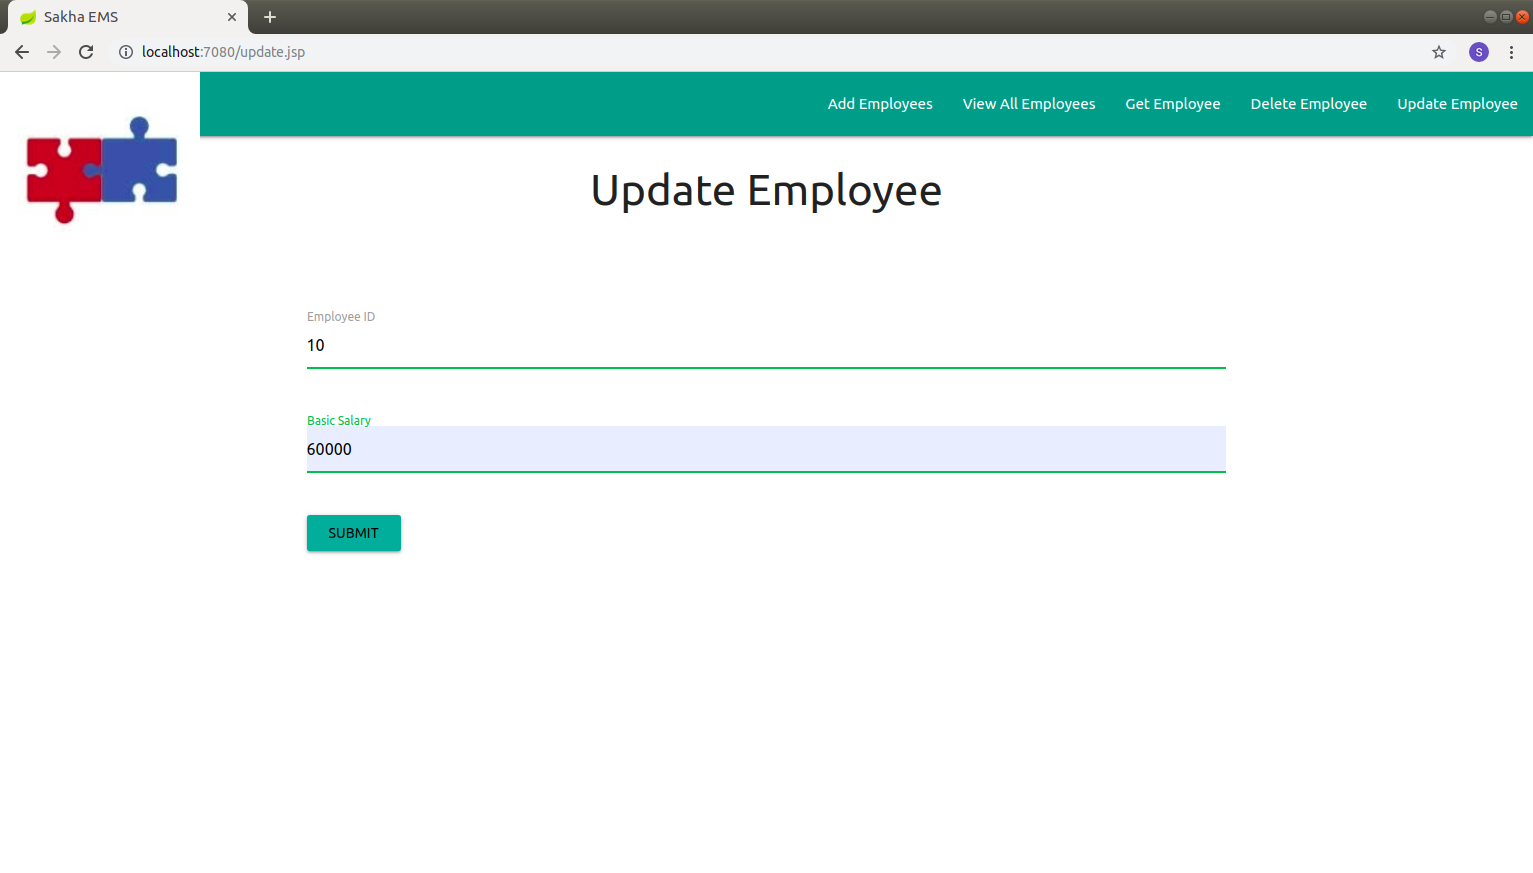 Sakha EMS
localhost:7080/update.jsp
S
Add Employees View All Employees Get Employee Delete Employee Update Employee
Update Employee
Employee ID
10
Basic Salary
60000
SUBMIT